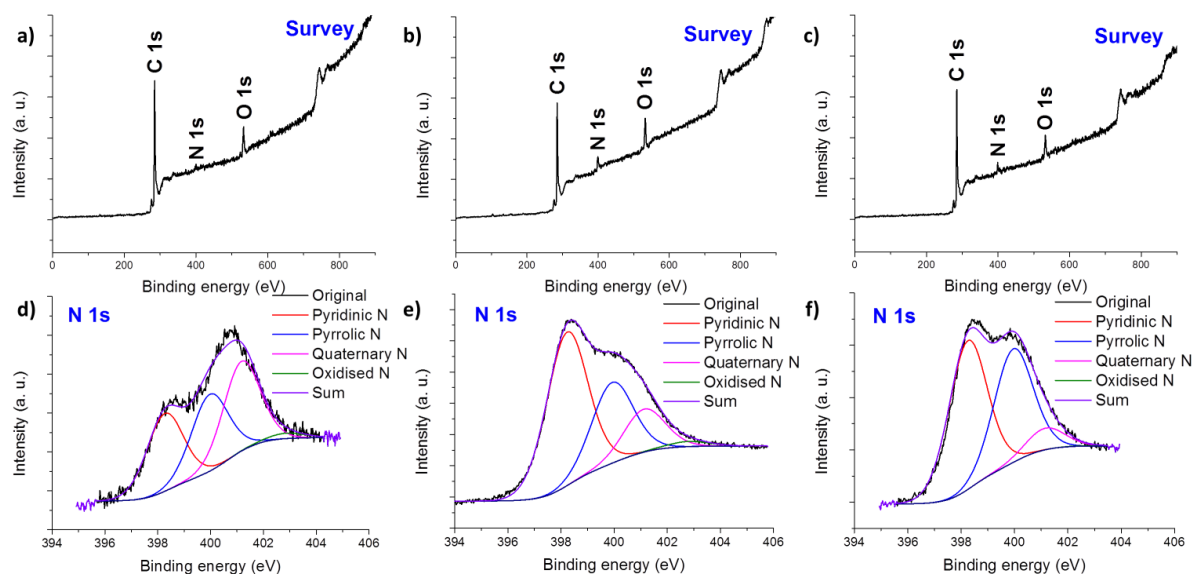 a)
Survey
C 1s
N 1s
O 1s
Intensity (a. u.)
0 200 400 600 800
Binding energy (eV)
b)
Survey
C 1s
N 1s
O 1s
Intensity (a. u.)
0 200 400 600 800
Binding energy (eV)
c)
Survey
C 1s
N 1s
O 1s
Intensity (a. u.)
0 200 400 600 800
Binding energy (eV)
d)
N 1s
Original
Pyridinic N
Pyrrolic N
Quaternary N
Oxidised N
Sum
Intensity (a. u.)
394 396 398 400 402 404 406
Binding energy (eV)
e)
N 1s
Original
Pyridinic N
Pyrrolic N
Quaternary N
Oxidised N
Sum
Intensity (a. u.)
394 396 398 400 402 404 406
Binding energy (eV)
f)
N 1s
Original
Pyridinic N
Pyrrolic N
Quaternary N
Oxidised N
Sum
Intensity (a. u.)
394 396 398 400 402 404 406
Binding energy (eV)